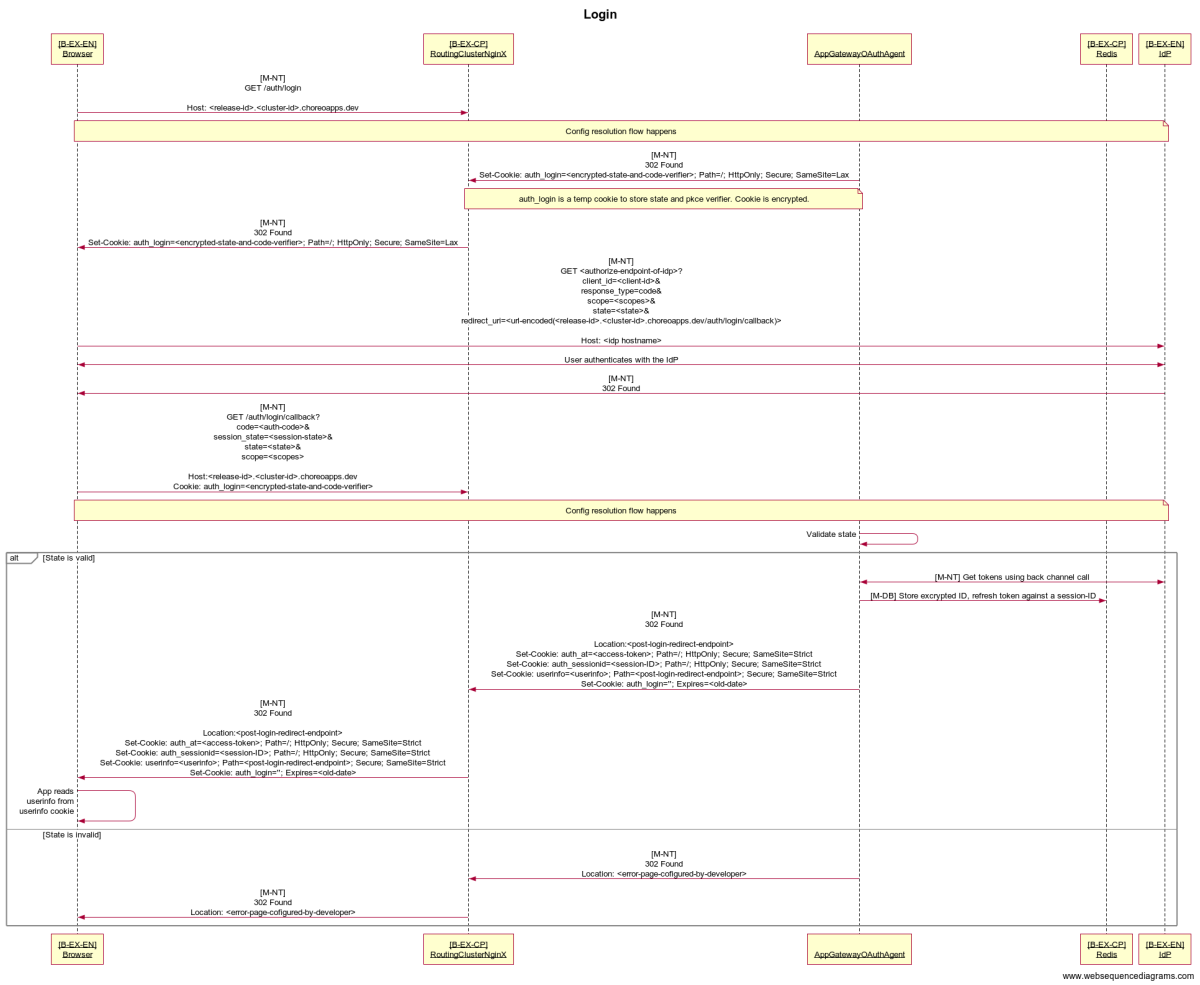 Login
[B-EX-EN]
Browser
[B-EX-CP]
RoutingClusterNginX
AppGatewayOAuthAgent
[B-EX-CP]
Redis
[B-EX-EN]
IdP
[M-NT]
GET /auth/login
Host: <release-id>.<cluster-id>.choreoapps.dev
Config resolution flow happens
[M-NT]
302 Found
Set-Cookie: auth_login=<encrypted-state-and-code-verifier>; Path=/; HttpOnly; Secure; SameSite=Lax
auth_login is a temp cookie to store state and pkce verifier. Cookie is encrypted.
[M-NT]
302 Found
Set-Cookie: auth_login=<encrypted-state-and-code-verifier>; Path=/; HttpOnly; Secure; SameSite=Lax
[M-NT]
GET <authorize-endpoint-of-idp>?
client_id=<client-id>&
response_type=code&
scope=<scopes>&
state=<state>&
redirect_uri=<url-encoded(<release-id>.<cluster-id>.choreoapps.dev/auth/login/callback)>
Host: <idp hostname>
User authenticates with the IdP
[M-NT]
302 Found
[M-NT]
GET /auth/login/callback?
code=<auth-code>&
session_state=<session-state>&
state=<state>&
scope=<scopes>
Host:<release-id>.<cluster-id>.choreoapps.dev
Cookie: auth_login=<encrypted-state-and-code-verifier>
Config resolution flow happens
Validate state
alt
[State is valid]
[M-NT] Get tokens using back channel call
[M-DB] Store excrypted ID, refresh token against a session-ID
[M-NT]
302 Found
Location:<post-login-redirect-endpoint>
Set-Cookie: auth_at=<access-token>; Path=/; HttpOnly; Secure; SameSite=Strict
Set-Cookie: auth_sessionid=<session-ID>; Path=/; HttpOnly; Secure; SameSite=Strict
Set-Cookie: userinfo=<userinfo>; Path=<post-login-redirect-endpoint>; Secure; SameSite=Strict
Set-Cookie: auth_login=''; Expires=<old-date>
[M-NT]
302 Found
Location:<post-login-redirect-endpoint>
Set-Cookie: auth_at=<access-token>; Path=/; HttpOnly; Secure; SameSite=Strict
Set-Cookie: auth_sessionid=<session-ID>; Path=/; HttpOnly; Secure; SameSite=Strict
Set-Cookie: userinfo=<userinfo>; Path=<post-login-redirect-endpoint>; Secure; SameSite=Strict
Set-Cookie: auth_login=''; Expires=<old-date>
App reads
userinfo from
userinfo cookie
[State is invalid]
[M-NT]
302 Found
Location: <error-page-cofigured-by-developer>
[M-NT]
302 Found
Location: <error-page-cofigured-by-developer>
[B-EX-EN]
Browser
[B-EX-CP]
RoutingClusterNginX
AppGatewayOAuthAgent
[B-EX-CP]
Redis
[B-EX-EN]
IdP
www.websequencediagrams.com